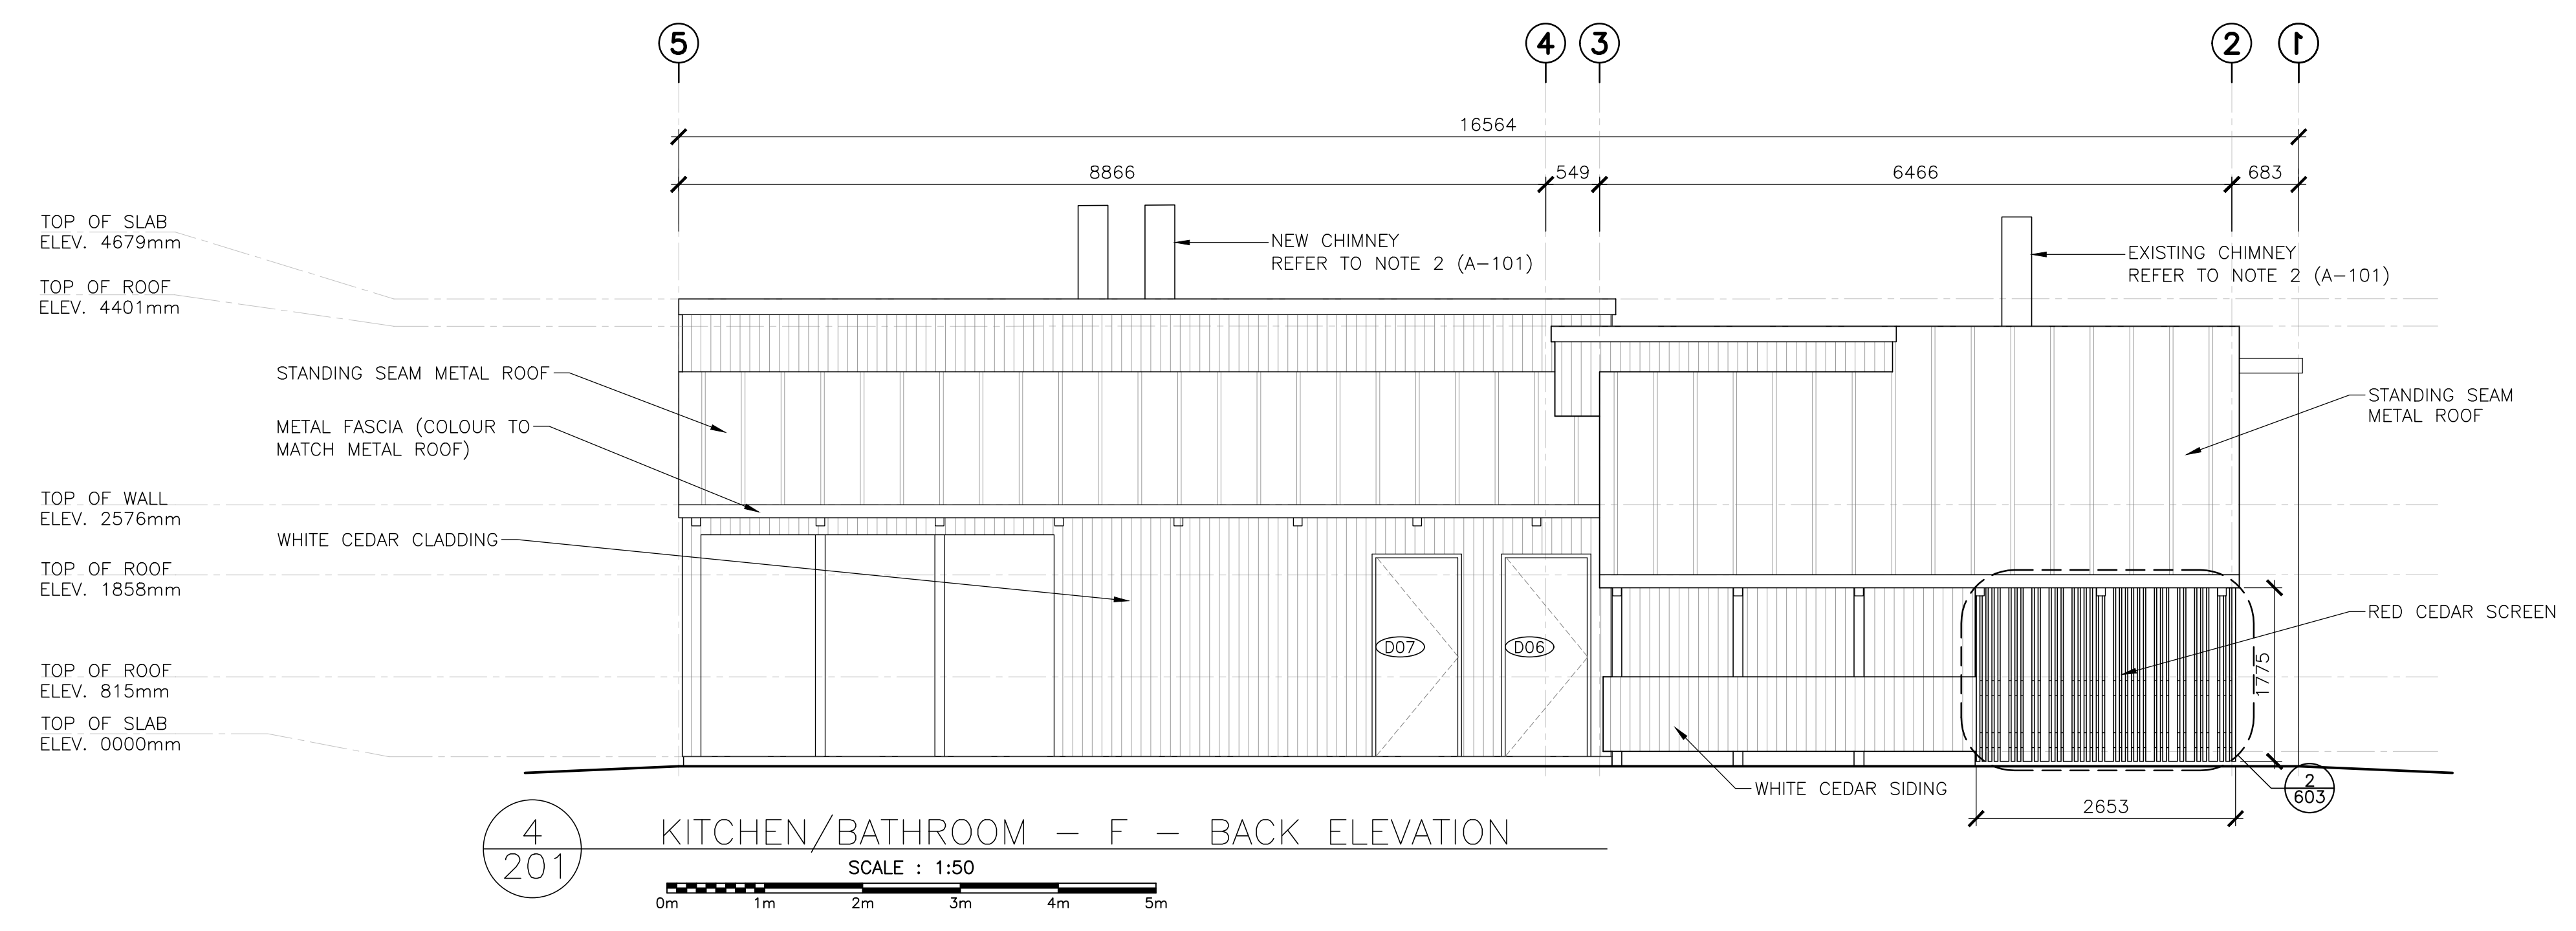 5
4
3
2
1
16564
8866
549
6466
683
TOP OF SLAB
ELEV. 4679mm
TOP OF ROOF
ELEV. 4401mm
NEW CHIMNEY
REFER TO NOTE 2 (A-101)
EXISTING CHIMNEY
REFER TO NOTE 2 (A-101)
STANDING SEAM METAL ROOF
METAL FASCIA (COLOUR TO
MATCH METAL ROOF)
STANDING SEAM
METAL ROOF
TOP OF WALL
ELEV. 2576mm
WHITE CEDAR CLADDING
TOP OF ROOF
ELEV. 1858mm
RED CEDAR SCREEN
D07
D06
TOP OF ROOF
ELEV. 815mm
1775
TOP OF SLAB
ELEV. 0000mm
WHITE CEDAR SIDING
2
603
2653
4
201
KITCHEN/BATHROOM - F - BACK ELEVATION
SCALE : 1:50
0m 1m 2m 3m 4m 5m